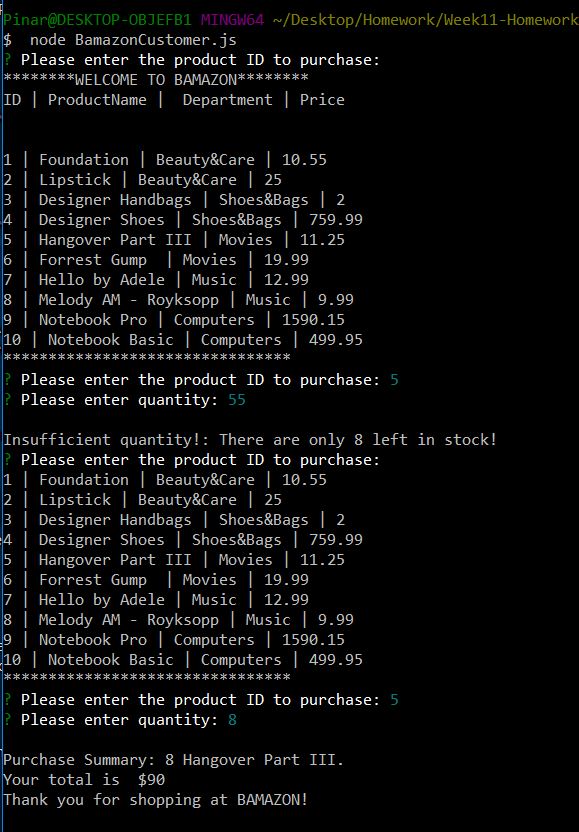 Pinar@DESKTOP-OBJEFB1 MINGW64 ~/Desktop/Homework/Week11-Homework
$  node BamazonCustomer.js
? Please enter the product ID to purchase:
********WELCOME TO BAMAZON********
ID | ProductName |  Department | Price
1 | Foundation | Beauty&Care | 10.55
2 | Lipstick | Beauty&Care | 25
3 | Designer Handbags | Shoes&Bags | 2
4 | Designer Shoes | Shoes&Bags | 759.99
5 | Hangover Part III | Movies | 11.25
6 | Forrest Gump  | Movies | 19.99
7 | Hello by Adele | Music | 12.99
8 | Melody AM - Royksopp | Music | 9.99
9 | Notebook Pro | Computers | 1590.15
10 | Notebook Basic | Computers | 499.95
********************************
? Please enter the product ID to purchase: 5
? Please enter quantity: 55
Insufficient quantity!: There are only 8 left in stock!
? Please enter the product ID to purchase:
1 | Foundation | Beauty&Care | 10.55
2 | Lipstick | Beauty&Care | 25
3 | Designer Handbags | Shoes&Bags | 2
4 | Designer Shoes | Shoes&Bags | 759.99
5 | Hangover Part III | Movies | 11.25
6 | Forrest Gump  | Movies | 19.99
7 | Hello by Adele | Music | 12.99
8 | Melody AM - Royksopp | Music | 9.99
9 | Notebook Pro | Computers | 1590.15
10 | Notebook Basic | Computers | 499.95
********************************
? Please enter the product ID to purchase: 5
? Please enter quantity: 8
Purchase Summary: 8 Hangover Part III.
Your total is  $90
Thank you for shopping at BAMAZON!